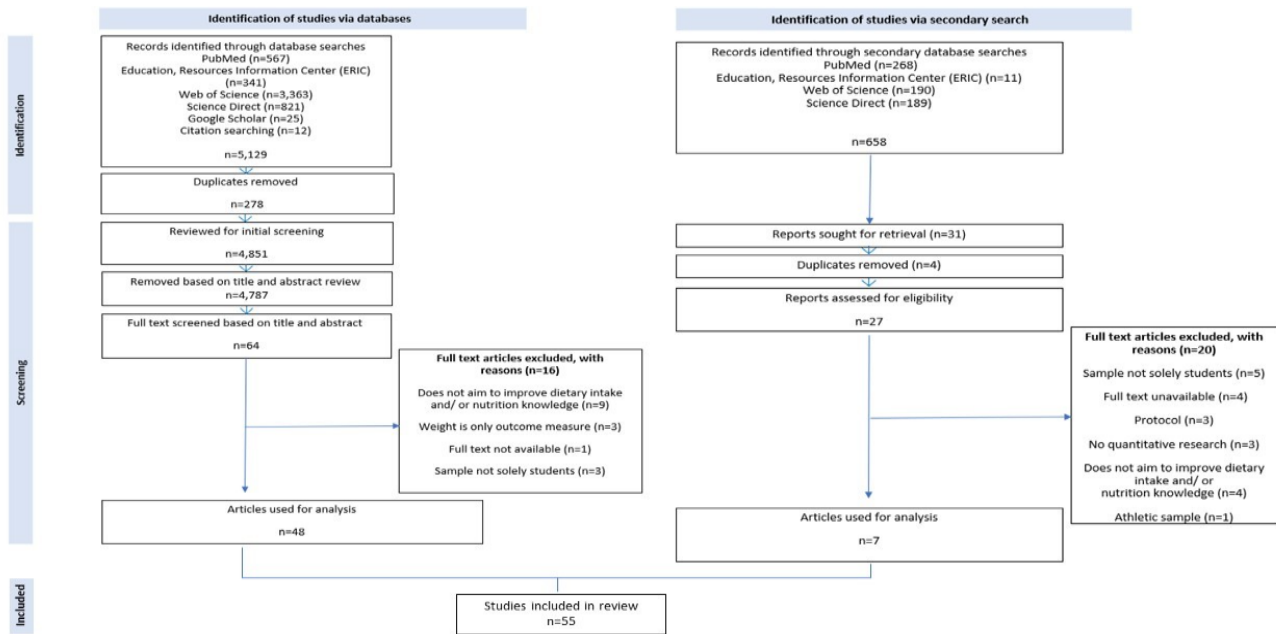 Identification of studies via databases
Identification of studies via secondary search
Identification
Records identified through database searches
PubMed (n=567)
Education, Resources Information Center (ERIC)
(n=341)
Web of Science (n=3,363)
Science Direct (n=821)
Google Scholar (n=25)
Citation searching (n=12)
n=5,129
Duplicates removed
n=278
Records identified through secondary database searches
PubMed (n=268)
Education, Resources Information Center (ERIC) (n=11)
Web of Science (n=190)
Science Direct (n=189)
n=658
Screening
Reviewed for initial screening
n=4,851
Removed based on title and abstract review
n=4,787
Full text screened based on title and abstract
n=64
Full text articles excluded, with
reasons (n=16)
Does not aim to improve dietary intake
and/ or nutrition knowledge (n=9)
Weight is only outcome measure (n=3)
Full text not available (n=1)
Sample not solely students (n=3)
Articles used for analysis
n=48
Reports sought for retrieval (n=31)
Duplicates removed (n=4)
Reports assessed for eligibility
n=27
Full text articles excluded, with
reasons (n=20)
Sample not solely students (n=5)
Full text unavailable (n=4)
Protocol (n=3)
No quantitative research (n=3)
Does not aim to improve dietary
intake and/ or
nutrition knowledge (n=4)
Athletic sample (n=1)
Articles used for analysis
n=7
Included
Studies included in review
n=55